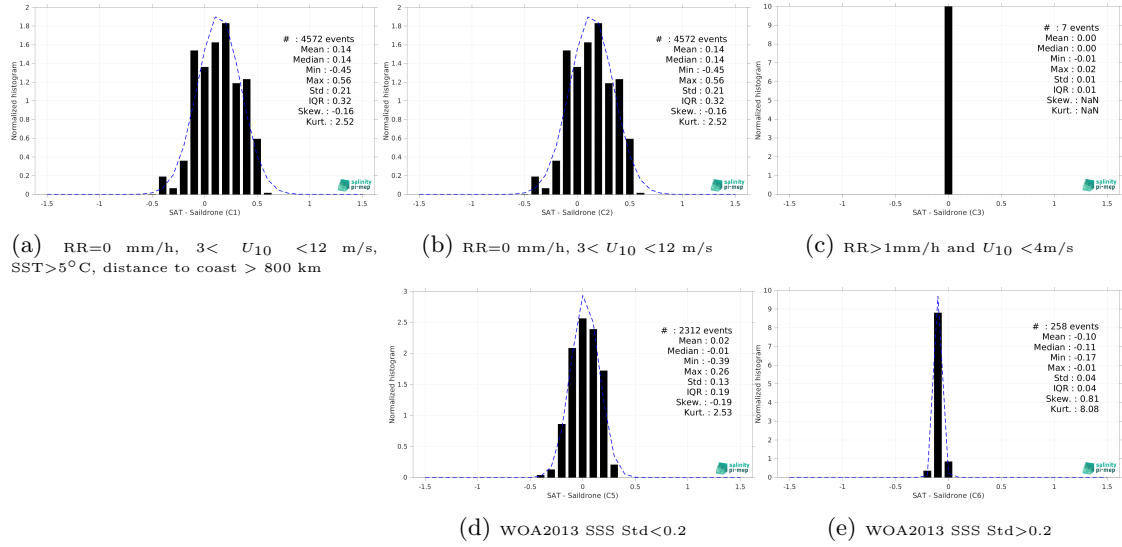 2
1.8
1.6
1.4
1.2
1
0.8
0.6
0.4
0.2
0
Normalized histogram
# : 4572 events
Mean : 0.14
Median : 0.14
Min : -0.45
Max : 0.56
Std : 0.21
IQR : 0.32
Skew. : -0.16
Kurt. : 2.52
salinity
pi-mep
-1.5 -1 -0.5 0 0.5 1 1.5
SAT - Saildrone (C1)
(a) RR=0 mm/h, 3< U10 <12 m/s,
SST>5°C, distance to coast > 800 km
2
1.8
1.6
1.4
1.2
1
0.8
0.6
0.4
0.2
0
Normalized histogram
# : 4572 events
Mean : 0.14
Median : 0.14
Min : -0.45
Max : 0.56
Std : 0.21
IQR : 0.32
Skew. : -0.16
Kurt. : 2.52
salinity
pi-mep
-1.5 -1 -0.5 0 0.5 1 1.5
SAT - Saildrone (C2)
(b) RR=0 mm/h, 3< U10 <12 m/s
10
9
8
7
6
5
4
3
2
1
0
Normalized histogram
# : 7 events
Mean : 0.00
Median : 0.00
Min : -0.01
Max : 0.02
Std : 0.01
IQR : 0.01
Skew. : NaN
Kurt. : NaN
salinity
pi-mep
-1.5 -1 -0.5 0 0.5 1 1.5
SAT - Saildrone (C3)
(c) RR>1mm/h and U10 <4m/s
3
2.5
2
1.5
1
0.5
0
Normalized histogram
# : 2312 events
Mean : 0.02
Median : -0.01
Min : -0.39
Max : 0.26
Std : 0.13
IQR : 0.19
Skew. : -0.19
Kurt. : 2.53
salinity
pi-mep
-1.5 -1 -0.5 0 0.5 1 1.5
SAT - Saildrone (C5)
(d) WOA2013 SSS Std<0.2
10
9
8
7
6
5
4
3
2
1
0
Normalized histogram
# : 258 events
Mean : -0.10
Median : -0.11
Min : -0.17
Max : -0.01
Std : 0.04
IQR : 0.04
Skew. : 0.81
Kurt. : 8.08
salinity
pi-mep
-1.5 -1 -0.5 0 0.5 1 1.5
SAT - Saildrone (C6)
(e) WOA2013 SSS Std>0.2